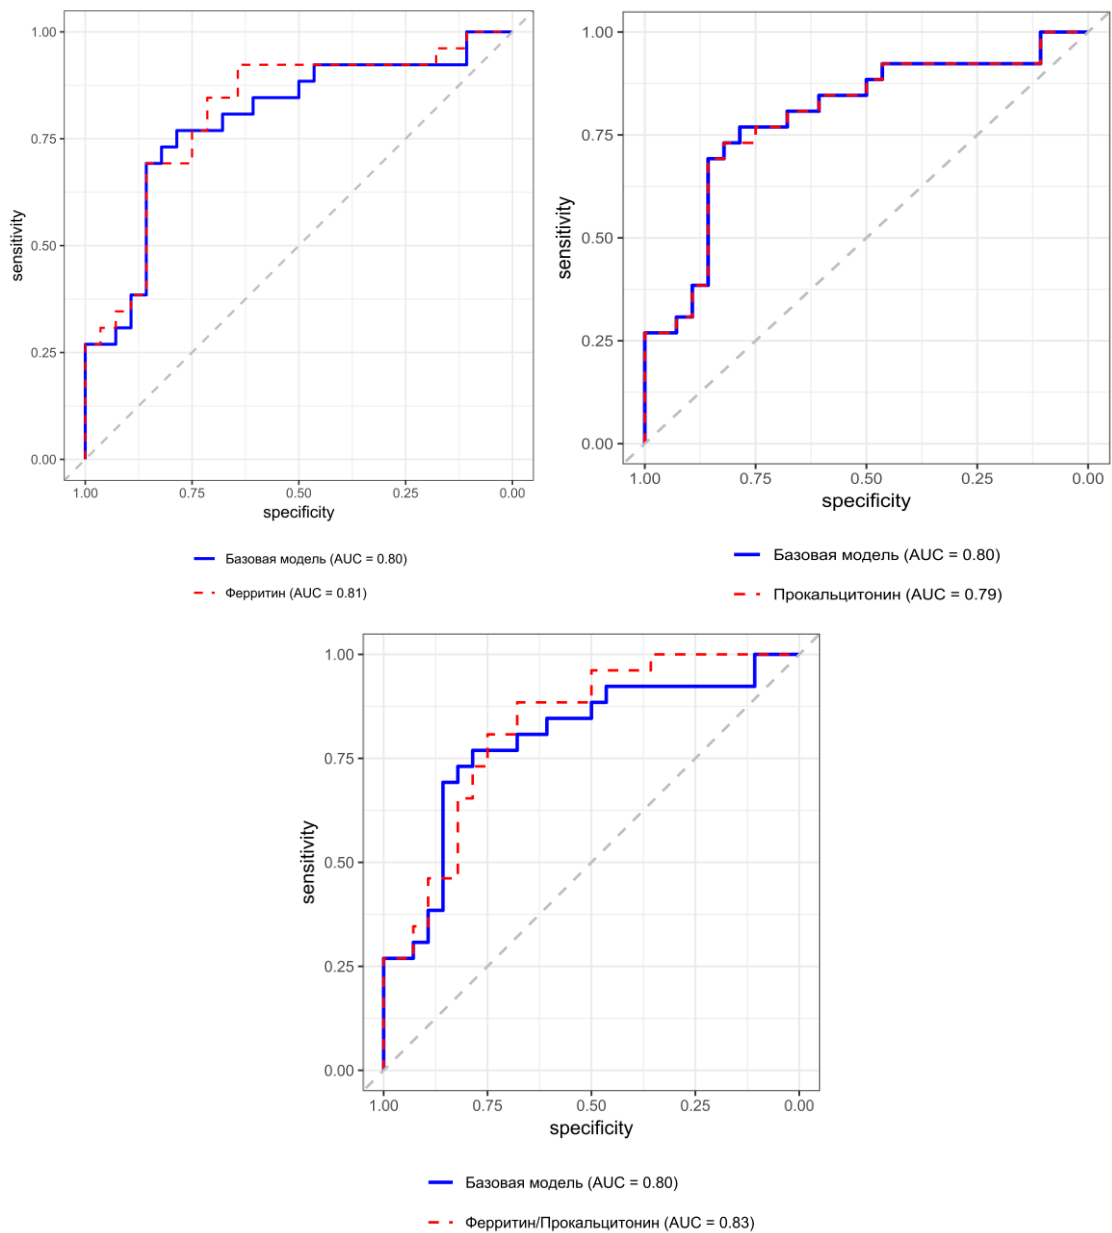 1.00
0.75
0.50
0.25
0.00
sensitivity
1.00 0.75 0.50 0.25 0.00
specificity
Базовая модель (AUC = 0.80)
Ферритин (AUC = 0.81)
1.00
0.75
0.50
0.25
0.00
sensitivity
1.00 0.75 0.50 0.25 0.00
specificity
Базовая модель (AUC = 0.80)
Прокальцитонин (AUC = 0.79)
1.00
0.75
0.50
0.25
0.00
sensitivity
1.00 0.75 0.50 0.25 0.00
specificity
Базовая модель (AUC = 0.80)
Ферритин/Прокальцитонин (AUC = 0.83)